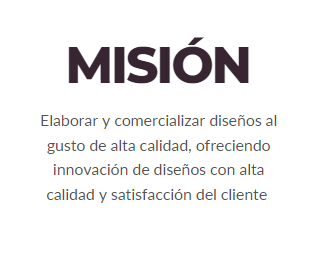 MISIÓN
Elaborar y comercializar diseños al
gusto de alta calidad, ofreciendo
innovación de diseños con alta
calidad y satisfacción del cliente